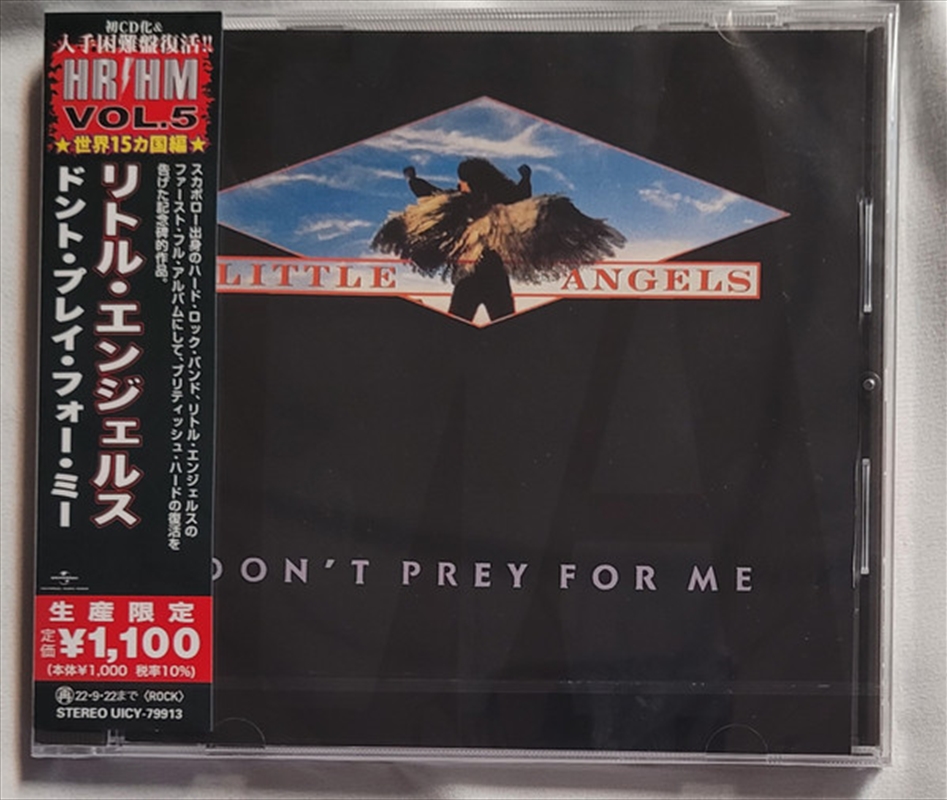 初CD化&
入手困難盤復活!!
HR/HM
VOL.5
★世界15カ国編★
スカボロー出身のハード・ロック・バンド、リトル・エンジェルスの
ファースト・フル・アルバムにして、ブリティッシュ・ハードの復活を
告げた記念碑的作品。
リトル・エンジェルス
ドント・プレイ・フォー・ミー
生産限定
定価 ¥1,100
(本体¥1,000 税率10%)
再 22・9・22まで 〈ROCK〉
STEREO UICY-79913
LITTLE ANGELS
DON'T PREY FOR ME